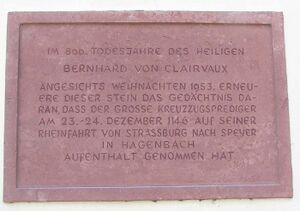 IM 800. TODESJAHRE DES HEILIGEN
BERNHARD VON CLAIRVAUX
ANGESICHTS WEIHNACHTEN 1953. ERNEU-
ERE DIESER STEIN DAS GEDÄCHTNIS DA-
RAN, DASS DER GROSSE KREUZZUGSPREDIGER
AM 23.-24. DEZEMBER 1146 AUF SEINER
RHEINFAHRT VON STRASSBURG NACH SPEYER
IN HAGENBACH
AUFENTHALT GENOMMEN HAT